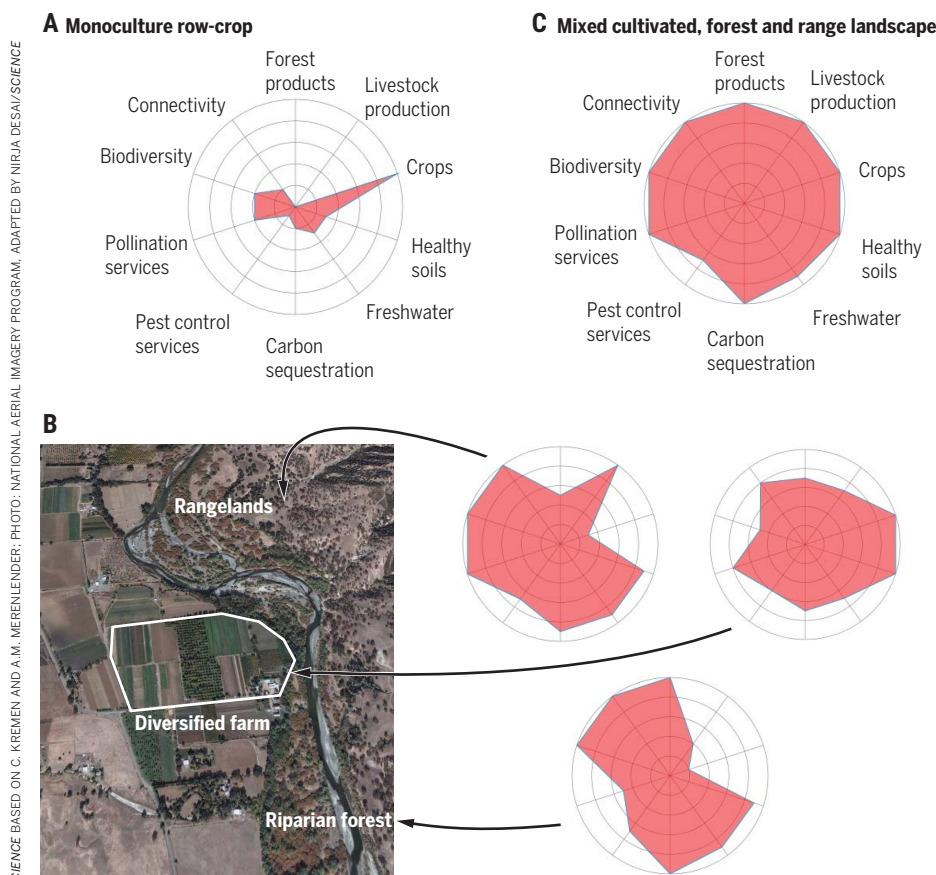 A Monoculture row-crop
Forest
products
Livestock
production
Crops
Healthy
soils
Freshwater
Carbon
sequestration
Pest control
services
Pollination
services
Biodiversity
Connectivity
C Mixed cultivated, forest and range landscape
Forest
products
Livestock
production
Crops
Healthy
soils
Freshwater
Carbon
sequestration
Pest control
services
Pollination
services
Biodiversity
Connectivity
B
Rangelands
Diversified farm
Riparian forest
SCIENCE BASED ON C. KREMEN AND A.M. MERENLENDER; PHOTO: NATIONAL AERIAL IMAGERY PROGRAM, ADAPTED BY NIRJA DESAI/SCIENCE